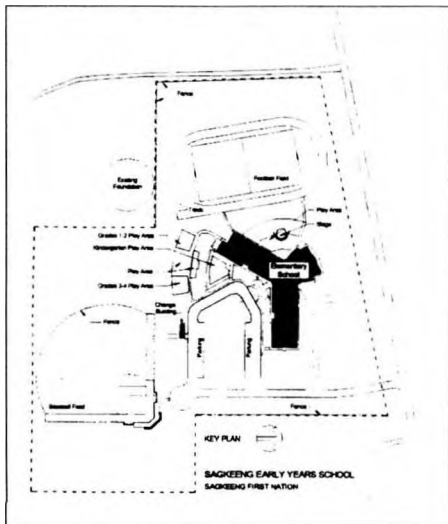 Fence
Football Field
Existing
Foundation
Track
Play Area
Stage
Grades 1-2 Play Area
Kindergarten Play Area
Elementary
School
Play Area
Grades 3-4 Play Area
Change
Building
Fence
Parking
Parking
Baseball Field
Fence
KEY PLAN
SAGKEENG EARLY YEARS SCHOOL
SAGKEENG FIRST NATION